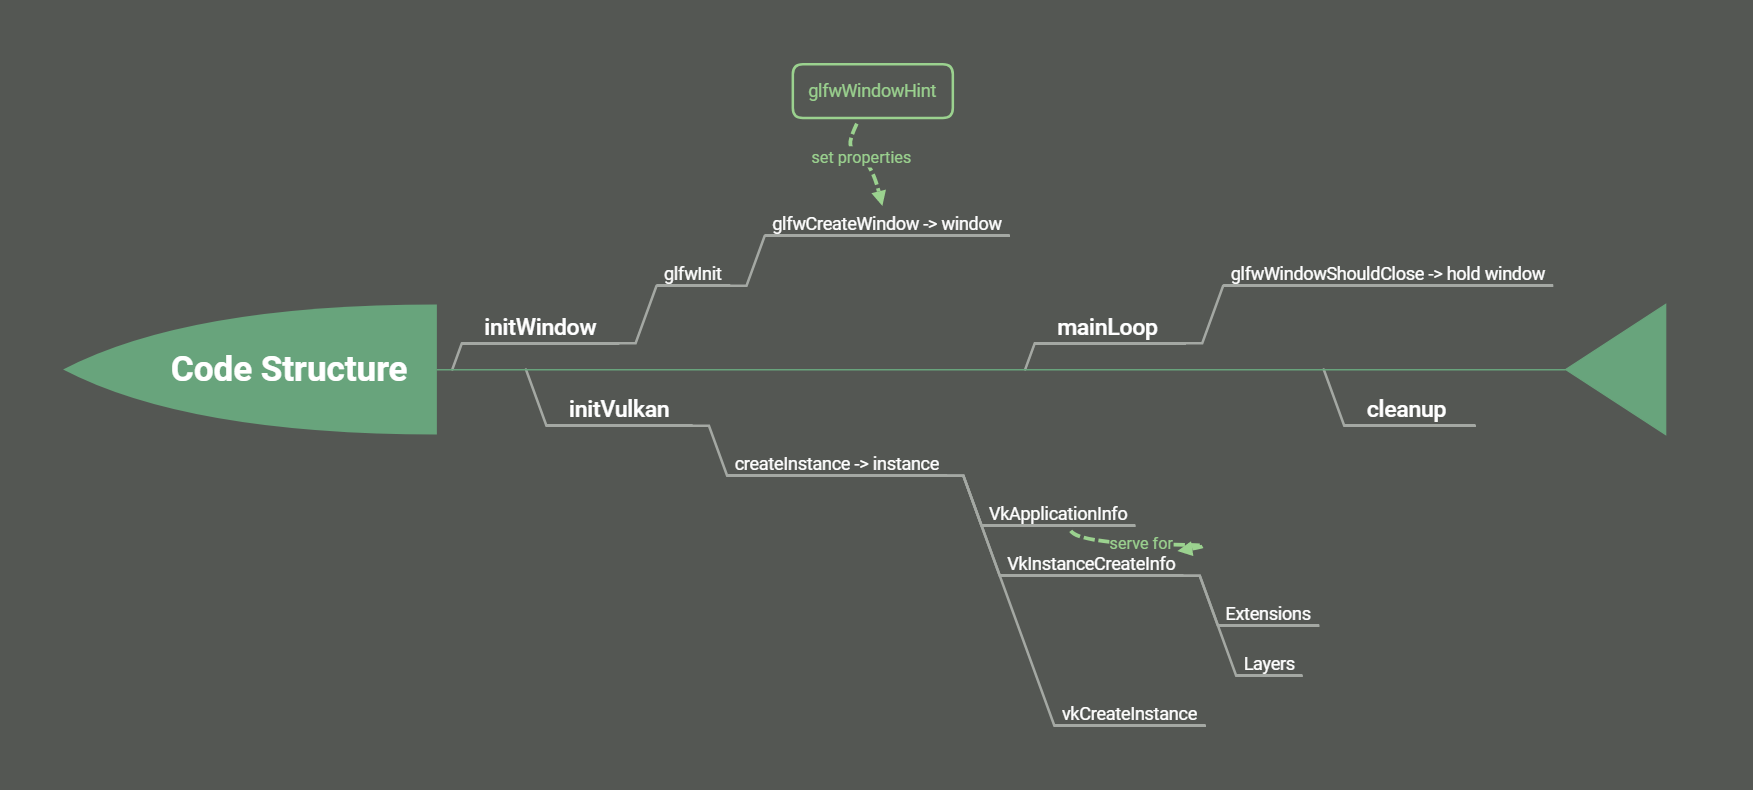 glfwWindowHint
set properties
glfwCreateWindow -> window
glfwInit
glfwWindowShouldClose -> hold window
initWindow
mainLoop
Code Structure
initVulkan
cleanup
createInstance -> instance
VkApplicationInfo
serve for
VkInstanceCreateInfo
Extensions
Layers
vkCreateInstance